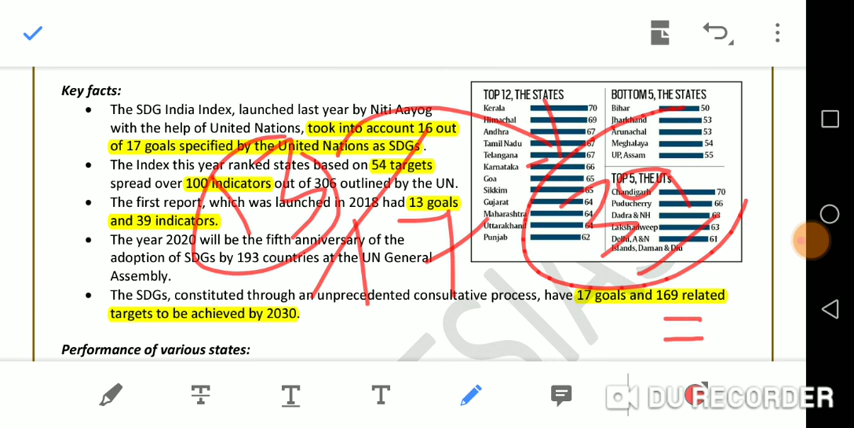 Key facts:
• The SDG India Index, launched last year by Niti Aayog
with the help of United Nations, took into account 16 out
of 17 goals specified by the United Nations as SDGs .
• The Index this year ranked states based on 54 targets
spread over 100 indicators out of 306 outlined by the UN.
• The first report, which was launched in 2018 had 13 goals
and 39 indicators.
• The year 2020 will be the fifth anniversary of the
adoption of SDGs by 193 countries at the UN General
Assembly.
• The SDGs, constituted through an unprecedented consultative process, have 17 goals and 169 related
targets to be achieved by 2030.
Performance of various states:
TOP 12, THE STATES
Kerala 70
Himachal 69
Andhra 67
Tamil Nadu 67
Telangana 67
Karnataka 66
Goa 65
Sikkim 65
Gujarat 64
Maharashtra 64
Uttarakhand 64
Punjab 62
BOTTOM 5, THE STATES
Bihar 50
Jharkhand 53
Arunachal 53
Meghalaya 54
UP, Assam 55
TOP 5, THE UTs
Chandigarh 70
Puducherry 66
Dadra & NH 63
Lakshadweep 63
Delhi, A&N 61
Islands, Daman & Diu
13/17
39
ESIAS
T T T
DU RECORDER